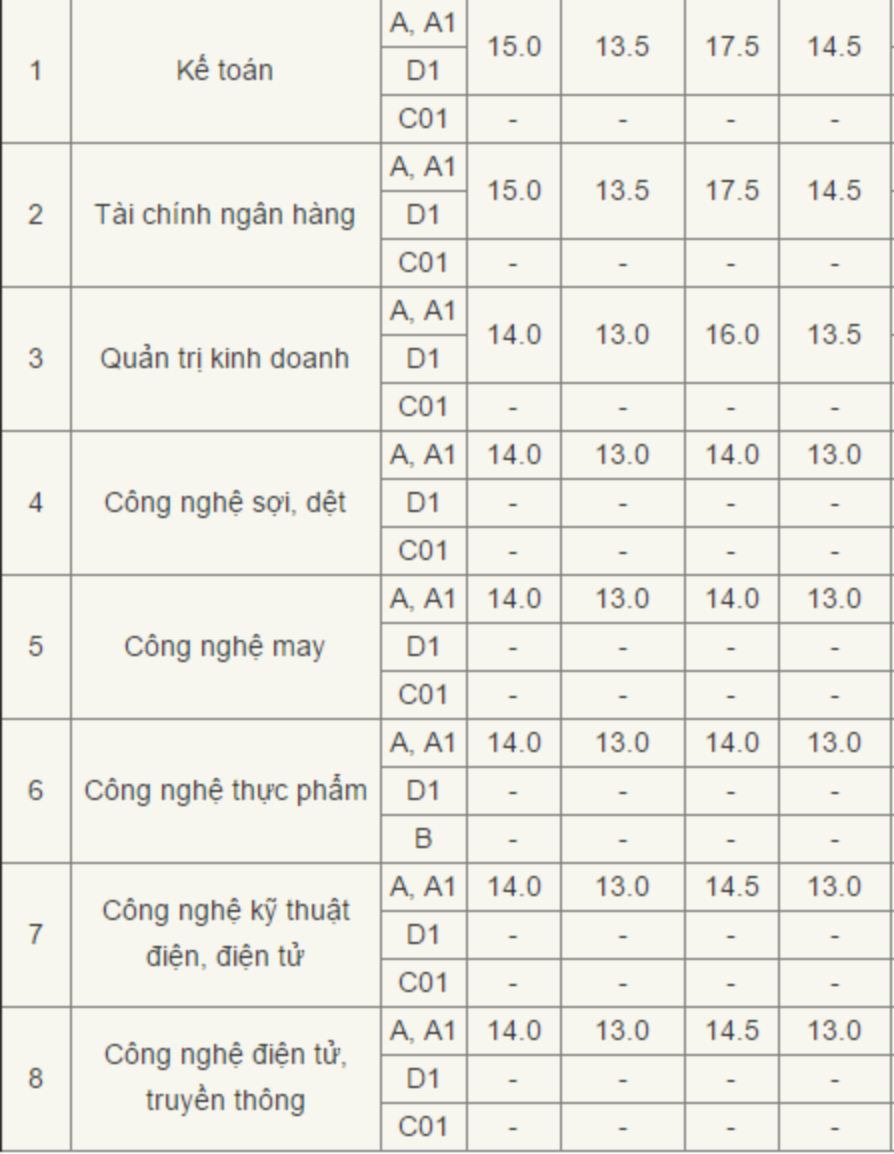 1 Kế toán A, A1 15.0 13.5 17.5 14.5
D1
C01 - - - -
2 Tài chính ngân hàng A, A1 15.0 13.5 17.5 14.5
D1
C01 - - - -
3 Quản trị kinh doanh A, A1 14.0 13.0 16.0 13.5
D1
C01 - - - -
4 Công nghệ sợi, dệt A, A1 14.0 13.0 14.0 13.0
D1 - - - -
C01 - - - -
5 Công nghệ may A, A1 14.0 13.0 14.0 13.0
D1 - - - -
C01 - - - -
6 Công nghệ thực phẩm A, A1 14.0 13.0 14.0 13.0
D1 - - - -
B - - - -
7 Công nghệ kỹ thuật
điện, điện tử A, A1 14.0 13.0 14.5 13.0
D1 - - - -
C01 - - - -
8 Công nghệ điện tử,
truyền thông A, A1 14.0 13.0 14.5 13.0
D1 - - - -
C01 - - - -